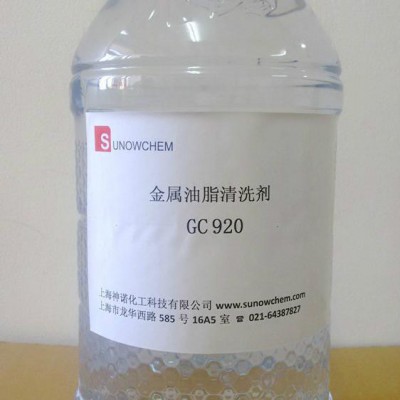 SUNOWCHEM
金属油脂清洗剂
GC 920
上海神诺化工科技有限公司 www.sunowchem.com
上海市龙华西路 585 号 16A5 室 ☎ 021-64387827